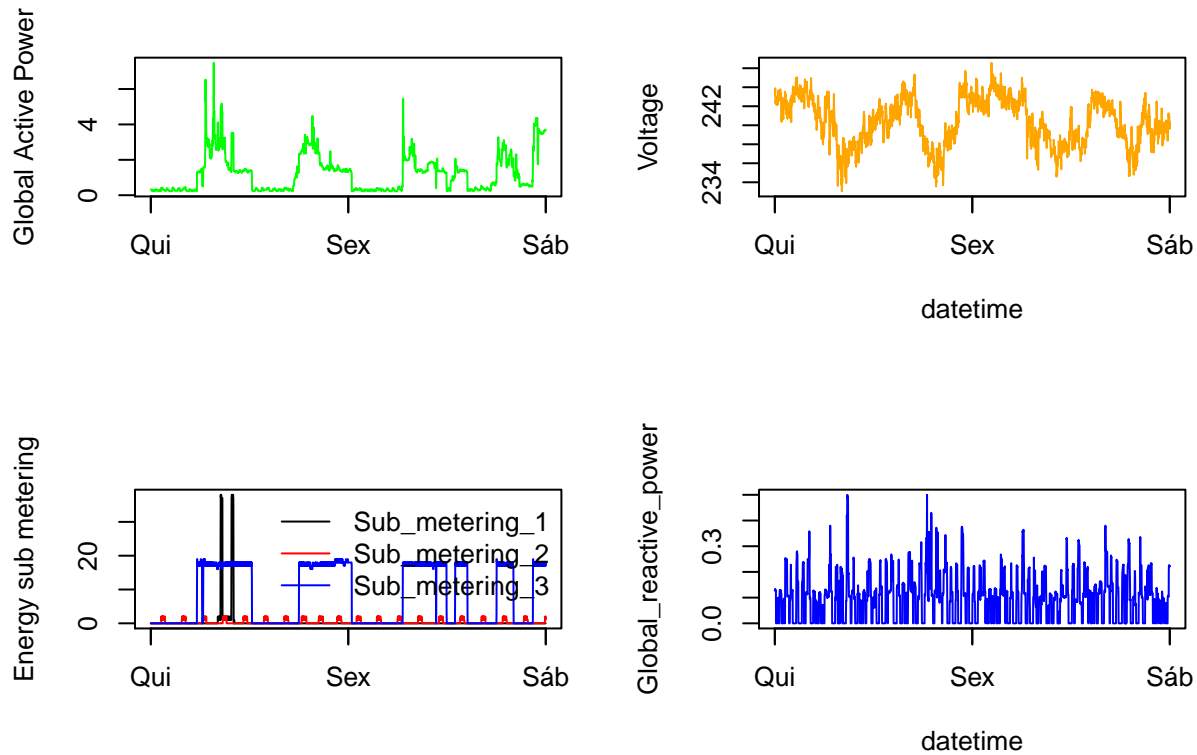 Global Active Power
0
4
Qui
Sex
Sáb
Voltage
234
242
Qui
Sex
Sáb
datetime
Energy sub metering
0
20
Sub_metering_1
Sub_metering_2
Sub_metering_3
Qui
Sex
Sáb
Global_reactive_power
0.0
0.3
Qui
Sex
Sáb
datetime